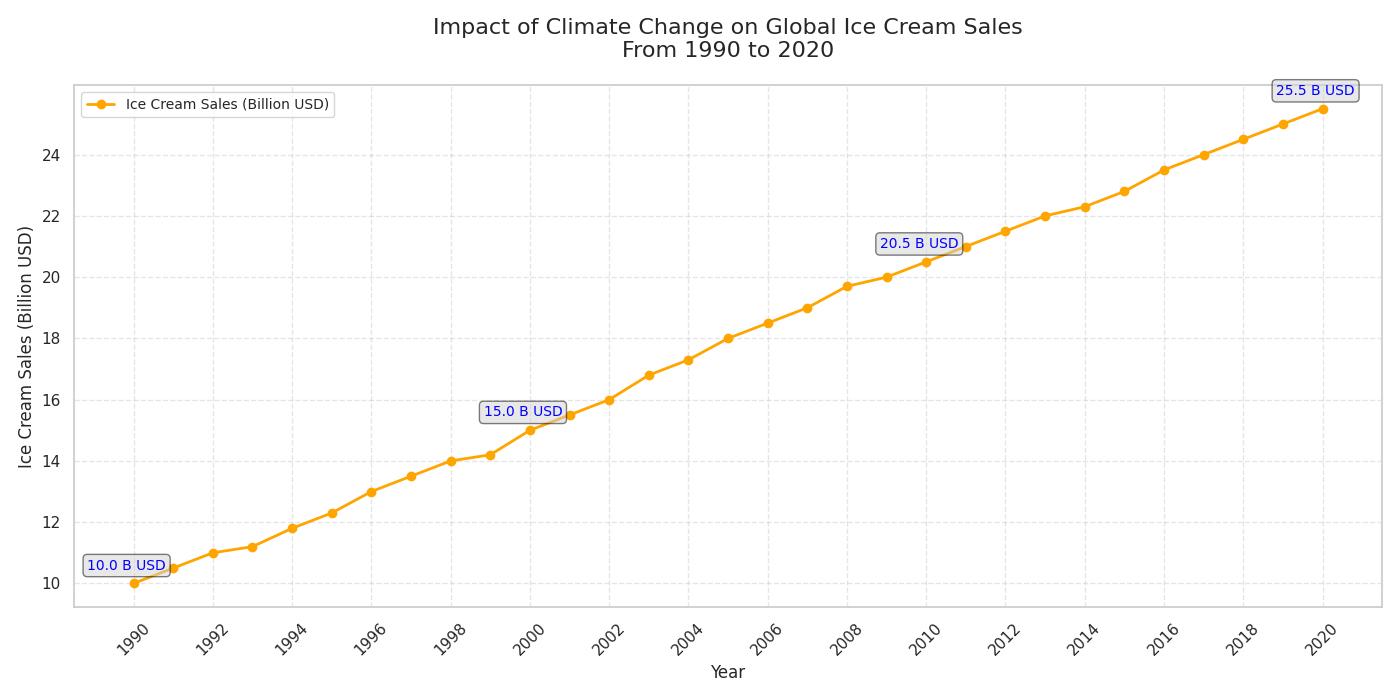 Impact of Climate Change on Global Ice Cream Sales
From 1990 to 2020
Ice Cream Sales (Billion USD)
25.5 B USD
20.5 B USD
15.0 B USD
10.0 B USD
Ice Cream Sales (Billion USD)
24
22
20
18
16
14
12
10
1990
1992
1994
1996
1998
2000
2002
2004
2006
2008
2010
2012
2014
2016
2018
2020
Year